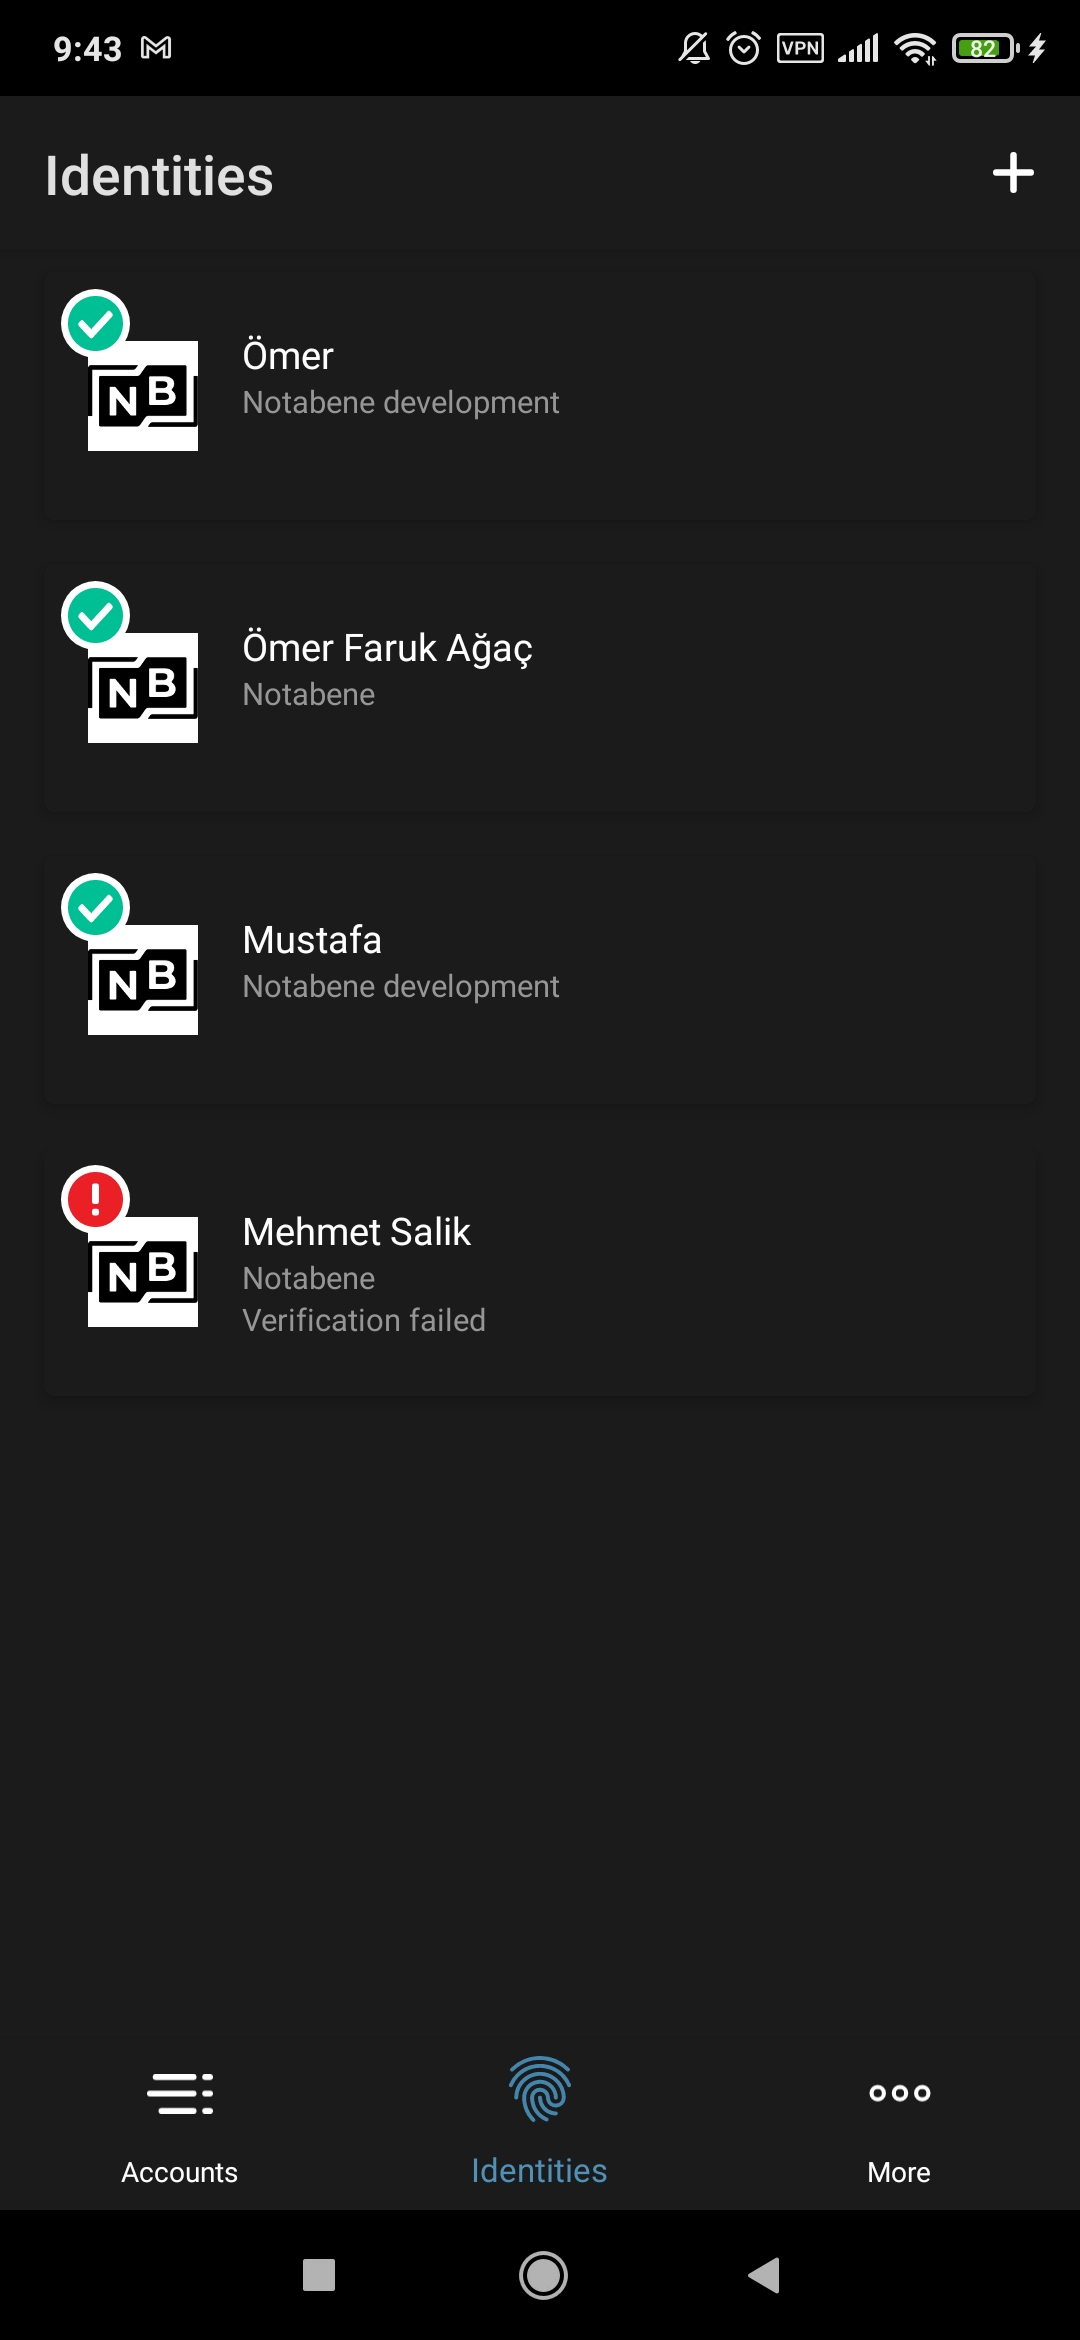 9:43
VPN
82
Identities
NB
Ömer
Notabene development
NB
Ömer Faruk Ağaç
Notabene
NB
Mustafa
Notabene development
NB
Mehmet Salik
Notabene
Verification failed
Accounts
Identities
More